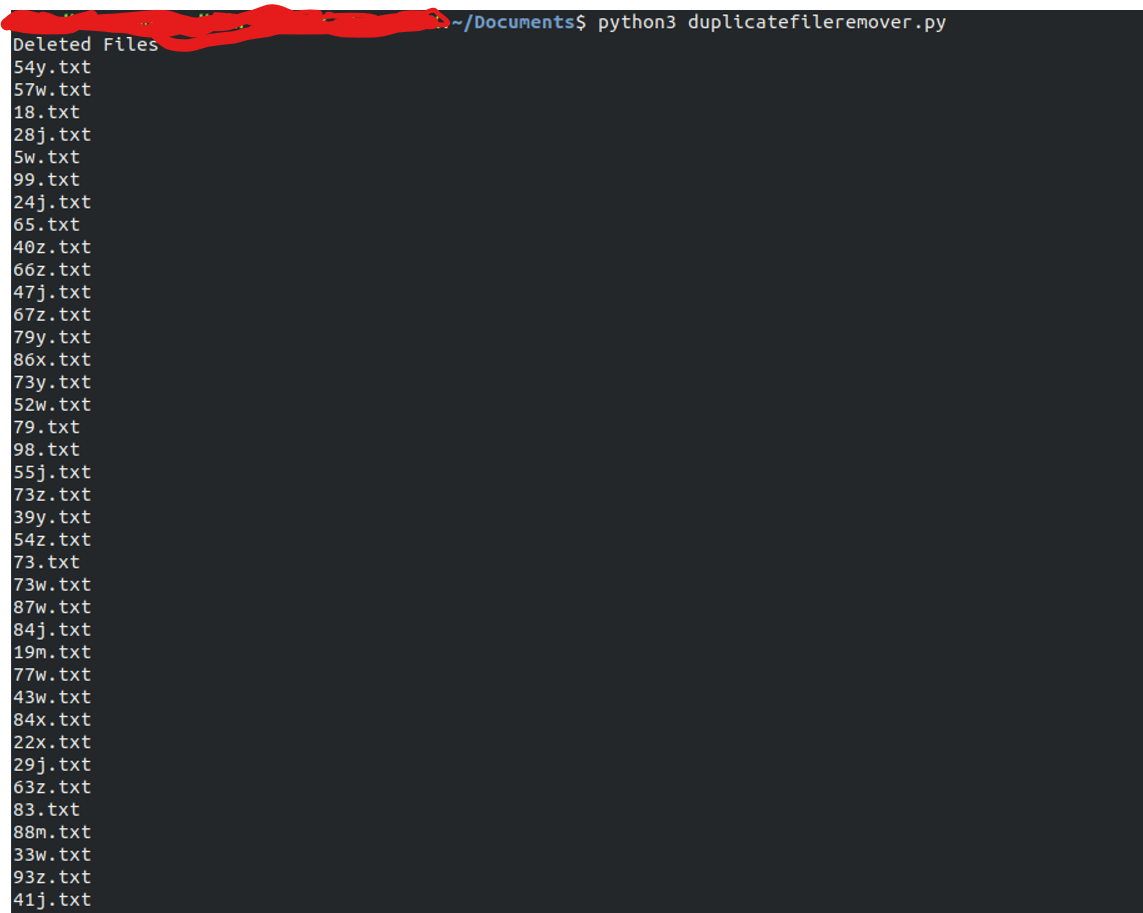 ~/Documents$ python3 duplicatefileremover.py
Deleted Files
54y.txt
57w.txt
18.txt
28j.txt
5w.txt
99.txt
24j.txt
65.txt
40z.txt
66z.txt
47j.txt
67z.txt
79y.txt
86x.txt
73y.txt
52w.txt
79.txt
98.txt
55j.txt
73z.txt
39y.txt
54z.txt
73.txt
73w.txt
87w.txt
84j.txt
19m.txt
77w.txt
43w.txt
84x.txt
22x.txt
29j.txt
63z.txt
83.txt
88m.txt
33w.txt
93z.txt
41j.txt